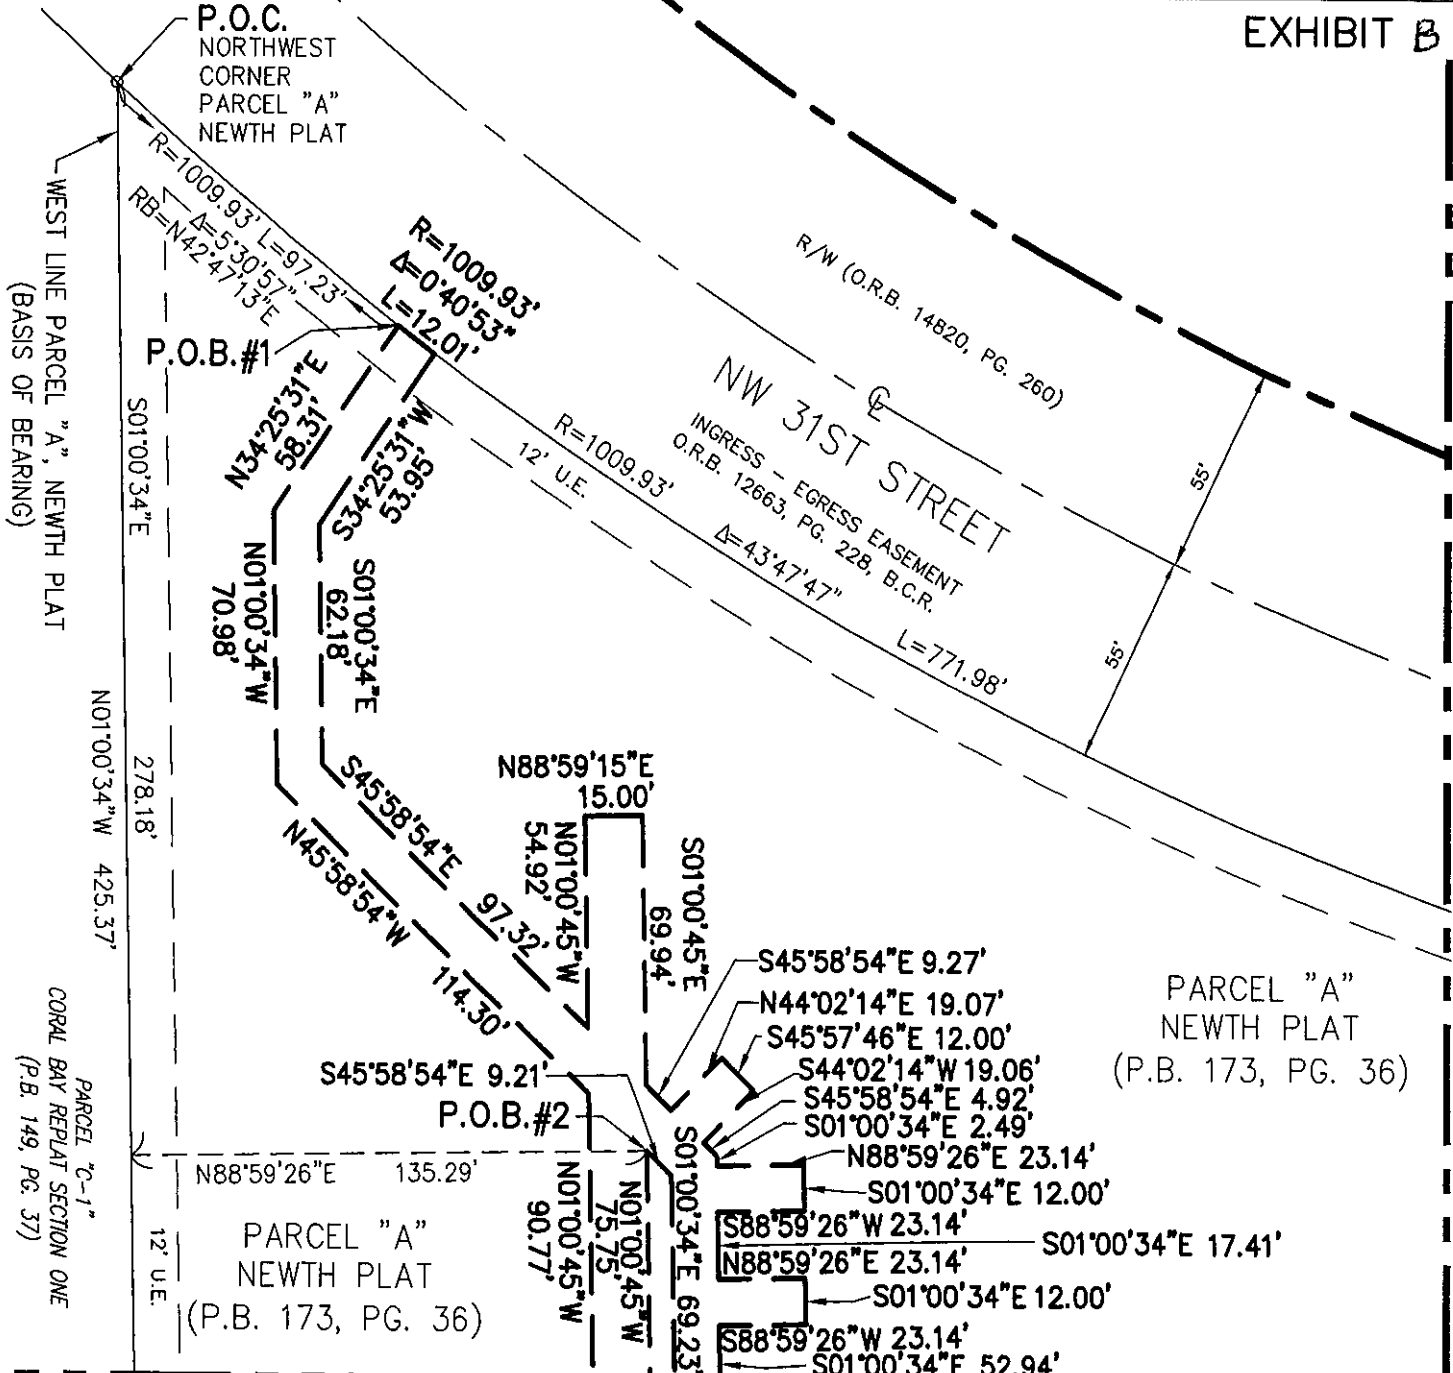 EXHIBIT B
P.O.C.
NORTHWEST
CORNER
PARCEL "A"
NEWTH PLAT
R=1009.93' L=97.23'
Δ=5°30'57"
RB=N42°47'13"E
WEST LINE PARCEL "A", NEWTH PLAT
(BASIS OF BEARING)
R=1009.93'
Δ=0°40'53"
L=12.01'
P.O.B.#1
R/W (O.R.B. 14820, PG. 260)
℄
NW 31ST STREET
INGRESS - EGRESS EASEMENT
O.R.B. 12663, PG. 228, B.C.R.
R=1009.93'
Δ=43°47'47"
L=771.98'
12' U.E.
55'
55'
N34°25'31"E
58.31'
S34°25'31"W
53.95'
S01°00'34"E
278.18'
N01°00'34"W 425.37'
N01°00'34"W
70.98'
S01°00'34"E
62.18'
S45°58'54"E 97.32'
N45°58'54"W 114.30'
N88°59'15"E
15.00'
N01°00'45"W
54.92'
S01°00'45"E
69.94'
S45°58'54"E 9.27'
N44°02'14"E 19.07'
S45°57'46"E 12.00'
S44°02'14"W 19.06'
S45°58'54"E 4.92'
S01°00'34"E 2.49'
N88°59'26"E 23.14'
S01°00'34"E 12.00'
S88°59'26"W 23.14'
S01°00'34"E 17.41'
N88°59'26"E 23.14'
S01°00'34"E 12.00'
S88°59'26"W 23.14'
S01°00'34"E 52.94'
S45°58'54"E 9.21'
P.O.B.#2
N88°59'26"E 135.29'
N01°00'45"W
90.77'
N01°00'45"W
75.75'
S01°00'34"E 69.23'
PARCEL "A"
NEWTH PLAT
(P.B. 173, PG. 36)
PARCEL "A"
NEWTH PLAT
(P.B. 173, PG. 36)
12' U.E.
PARCEL "C-1"
CORAL BAY REPLAT SECTION ONE
(P.B. 149, PG. 37)